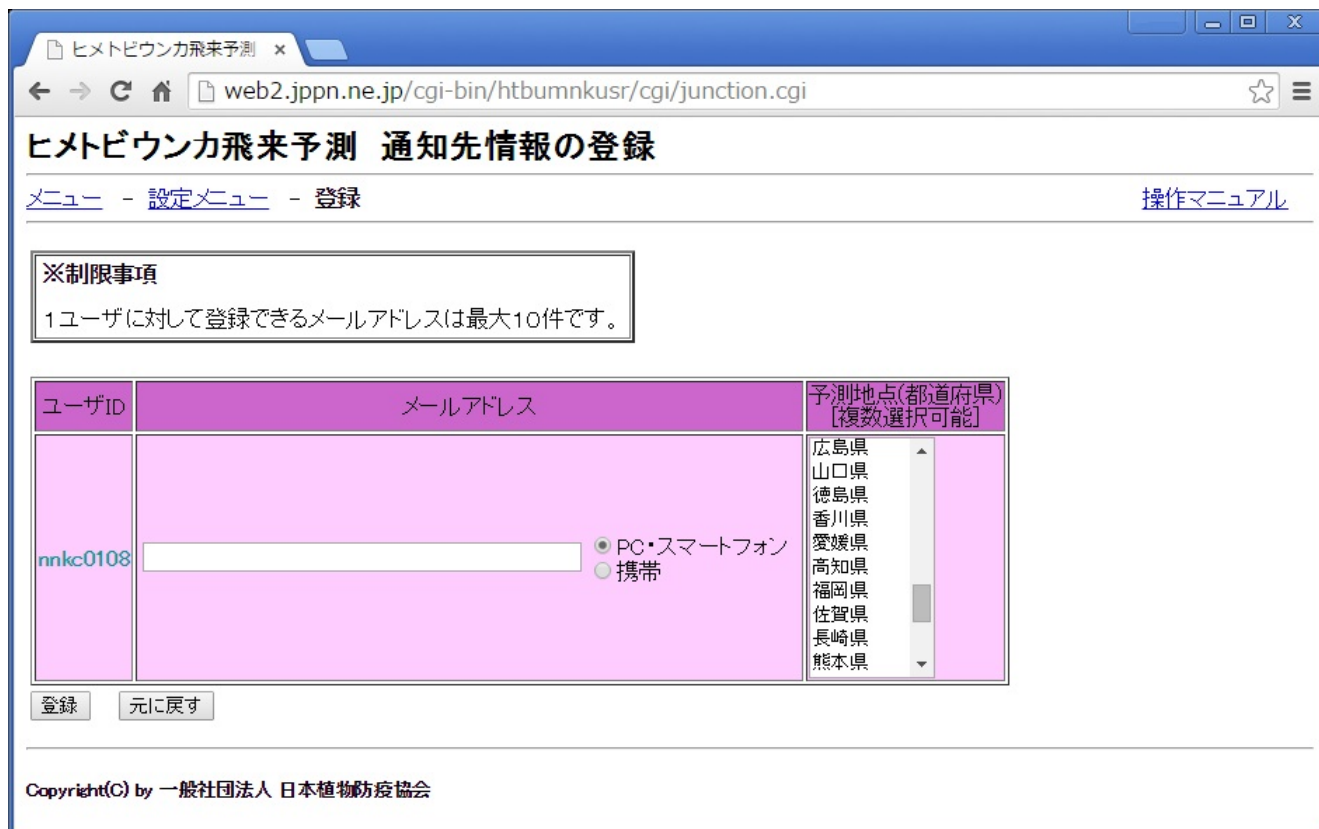 ヒメトビウンカ飛来予測
web2.jppn.ne.jp/cgi-bin/htbumnkusr/cgi/junction.cgi
ヒメトビウンカ飛来予測 通知先情報の登録
メニュー - 設定メニュー - 登録 操作マニュアル
※制限事項
1ユーザに対して登録できるメールアドレスは最大10件です。
ユーザID メールアドレス 予測地点(都道府県)
[複数選択可能]
広島県
山口県
徳島県
香川県
愛媛県
高知県
福岡県
佐賀県
長崎県
熊本県
nnkc0108
PC・スマートフォン
携帯
登録 元に戻す
Copyright(C) by 一般社団法人 日本植物防疫協会